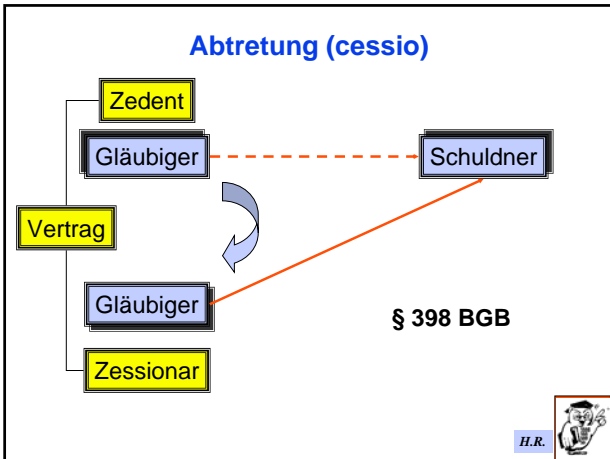 Abtretung (cessio)
Zedent
Gläubiger
Schuldner
Vertrag
Gläubiger
§ 398 BGB
Zessionar
H.R.